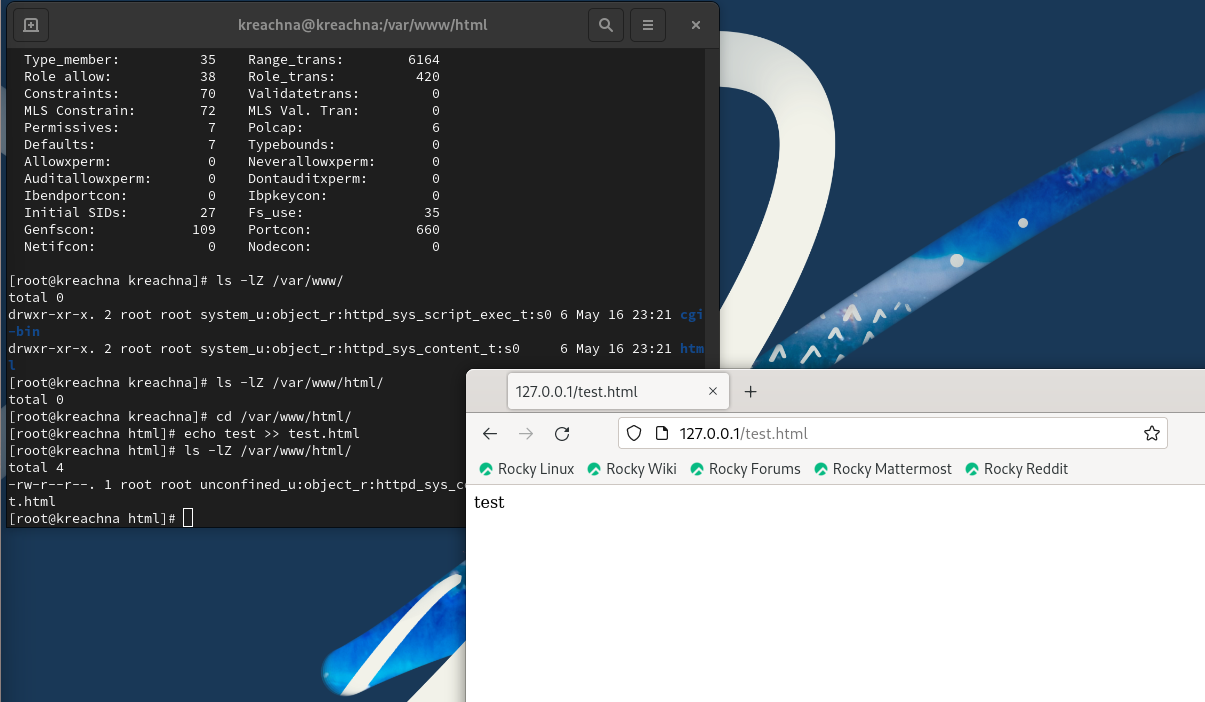 kreachna@kreachna:/var/www/html
Type_member: 35 Range_trans: 6164
Role allow: 38 Role_trans: 420
Constraints: 70 Validatetrans: 0
MLS Constrain: 72 MLS Val. Tran: 0
Permissives: 7 Polcap: 6
Defaults: 7 Typebounds: 0
Allowxperm: 0 Neverallowxperm: 0
Auditallowxperm: 0 Dontauditxperm: 0
Ibendportcon: 0 Ibpkeycon: 0
Initial SIDs: 27 Fs_use: 35
Genfscon: 109 Portcon: 660
Netifcon: 0 Nodecon: 0
[root@kreachna kreachna]# ls -lZ /var/www/
total 0
drwxr-xr-x. 2 root root system_u:object_r:httpd_sys_script_exec_t:s0 6 May 16 23:21 cgi
-bin
drwxr-xr-x. 2 root root system_u:object_r:httpd_sys_content_t:s0 6 May 16 23:21 htm
l
[root@kreachna kreachna]# ls -lZ /var/www/html/
total 0
[root@kreachna kreachna]# cd /var/www/html/
[root@kreachna html]# echo test >> test.html
[root@kreachna html]# ls -lZ /var/www/html/
total 4
-rw-r--r--. 1 root root unconfined_u:object_r:httpd_sys_c
t.html
[root@kreachna html]#
127.0.0.1/test.html
127.0.0.1/test.html
Rocky Linux Rocky Wiki Rocky Forums Rocky Mattermost Rocky Reddit
test